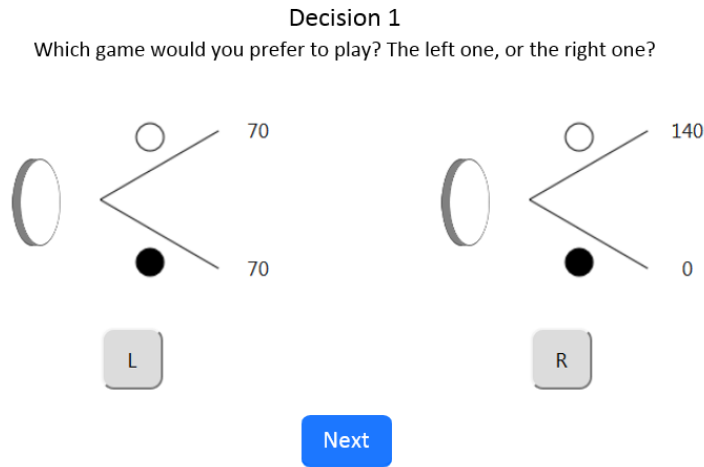 Decision 1
Which game would you prefer to play? The left one, or the right one?
70 140
70 0
L R
Next